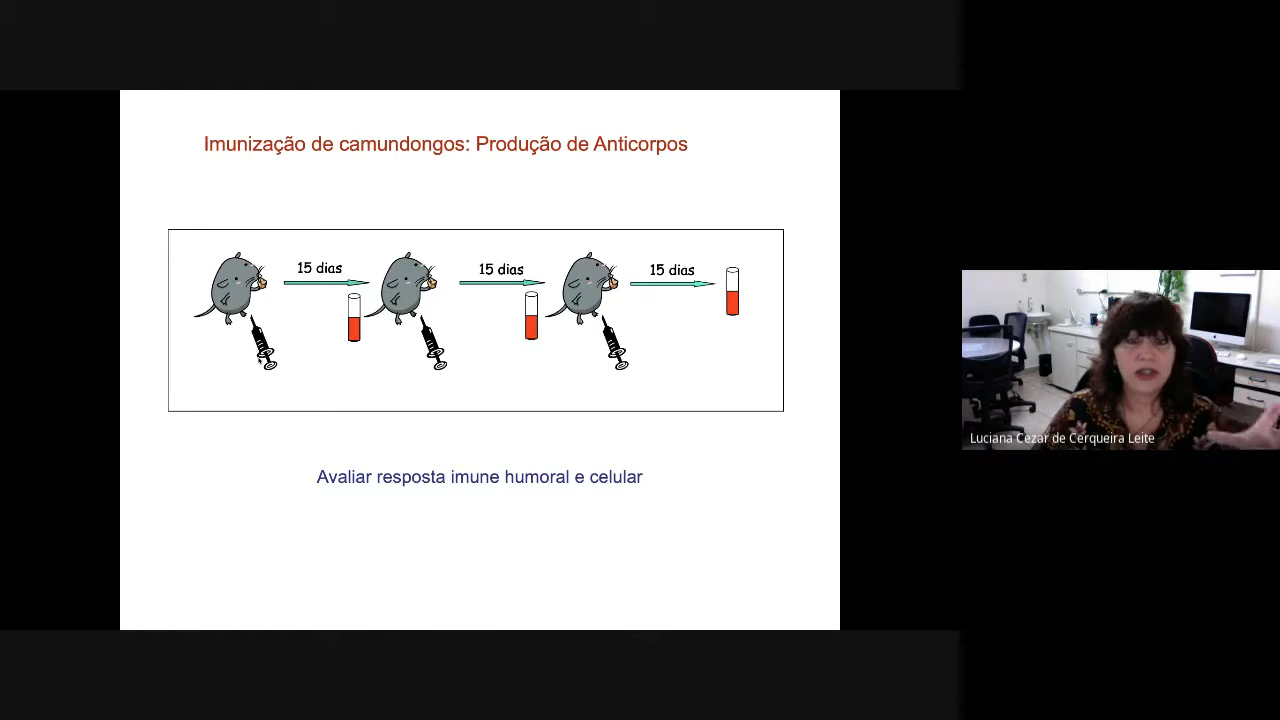 Imunização de camundongos: Produção de Anticorpos
15 dias
15 dias
15 dias
Avaliar resposta imune humoral e celular
Luciana Cezar de Cerqueira Leite